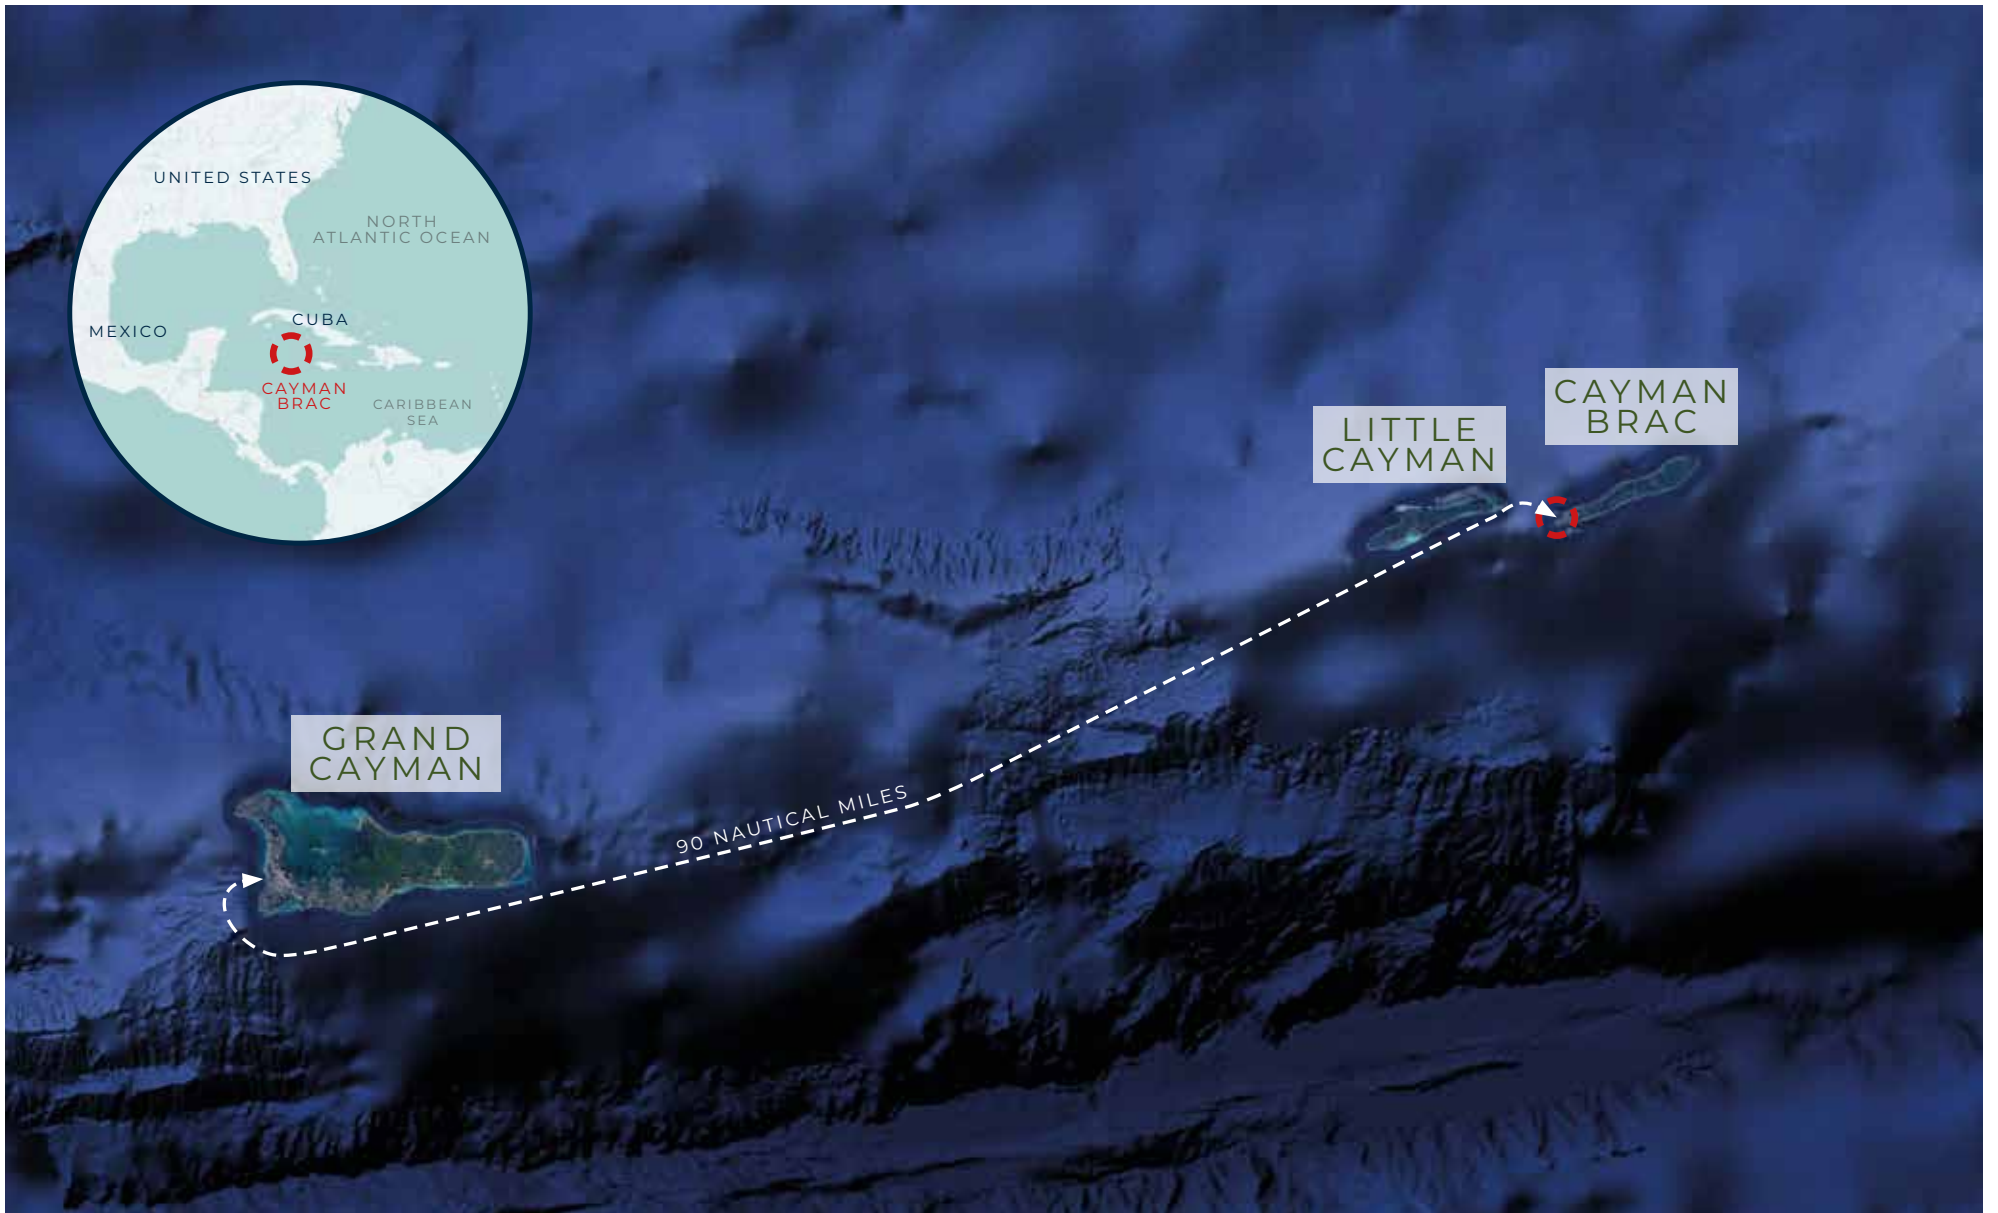 UNITED STATES
NORTH
ATLANTIC OCEAN
MEXICO
CUBA
CAYMAN
BRAC
CARIBBEAN
SEA
CAYMAN
BRAC
LITTLE
CAYMAN
GRAND
CAYMAN
90 NAUTICAL MILES